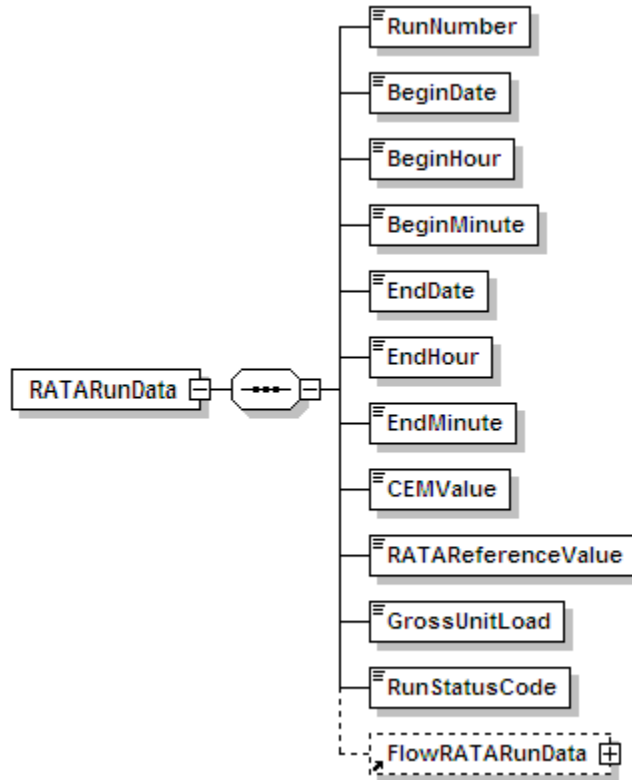 RunNumber
BeginDate
BeginHour
BeginMinute
EndDate
EndHour
RATARunData
EndMinute
CEMValue
RATAReferenceValue
GrossUnitLoad
RunStatusCode
FlowRATARunData